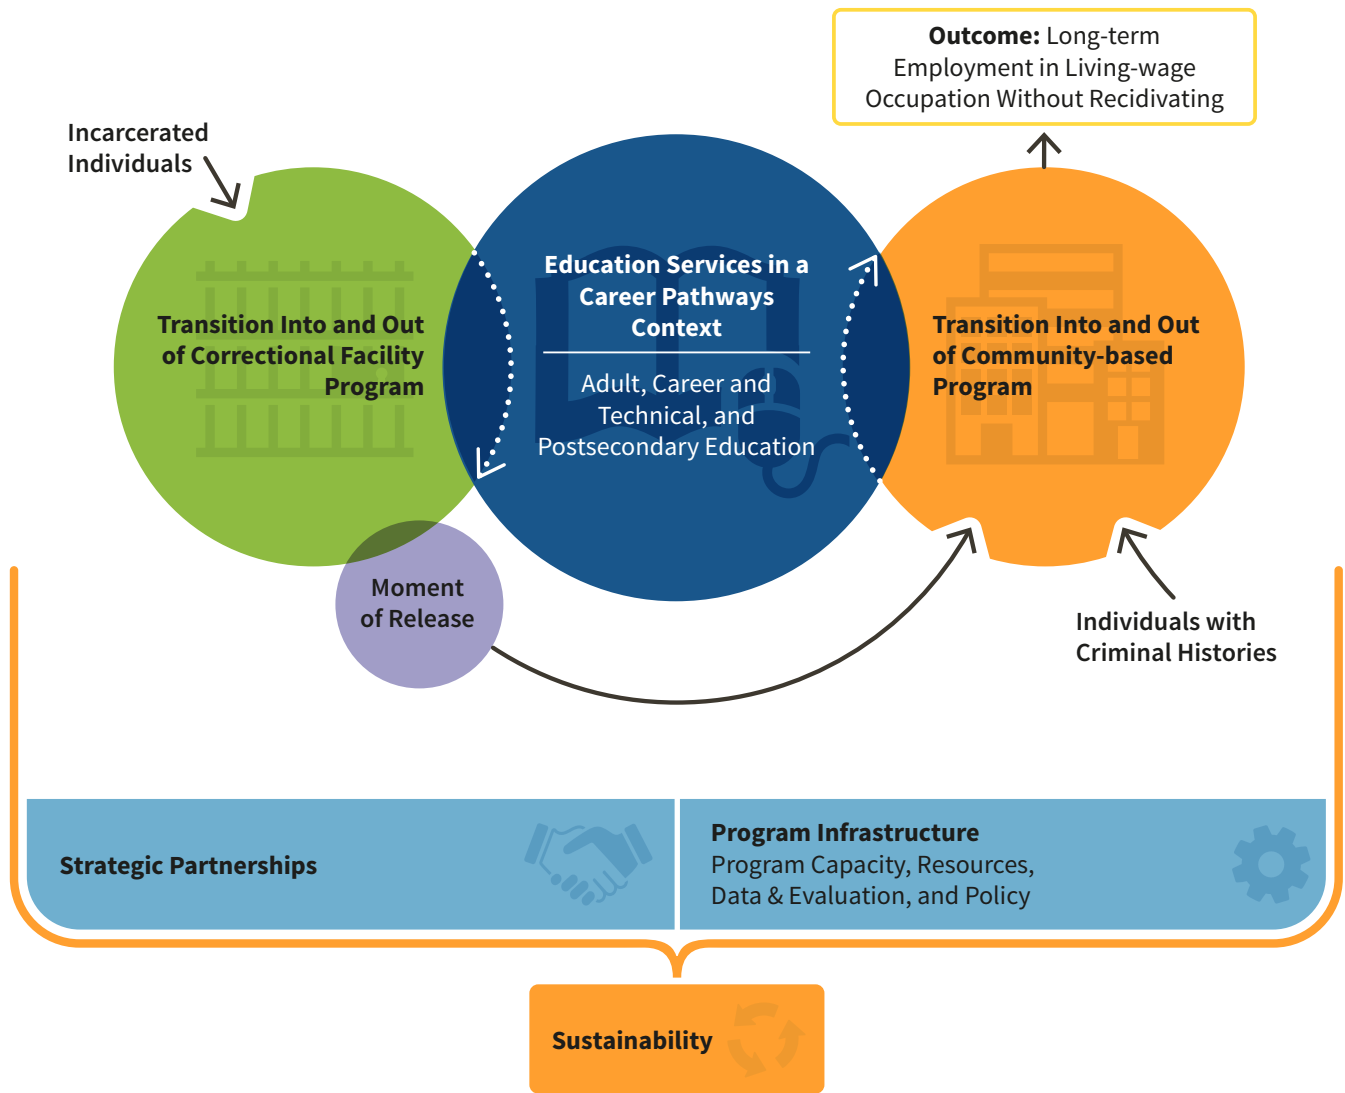 Outcome: Long-term
Employment in Living-wage
Occupation Without Recidivating
Incarcerated
Individuals
Transition Into and Out
of Correctional Facility
Program
Education Services in a
Career Pathways
Context
Adult, Career and
Technical, and
Postsecondary Education
Transition Into and Out
of Community-based
Program
Moment
of Release
Individuals with
Criminal Histories
Strategic Partnerships
Program Infrastructure
Program Capacity, Resources,
Data & Evaluation, and Policy
Sustainability